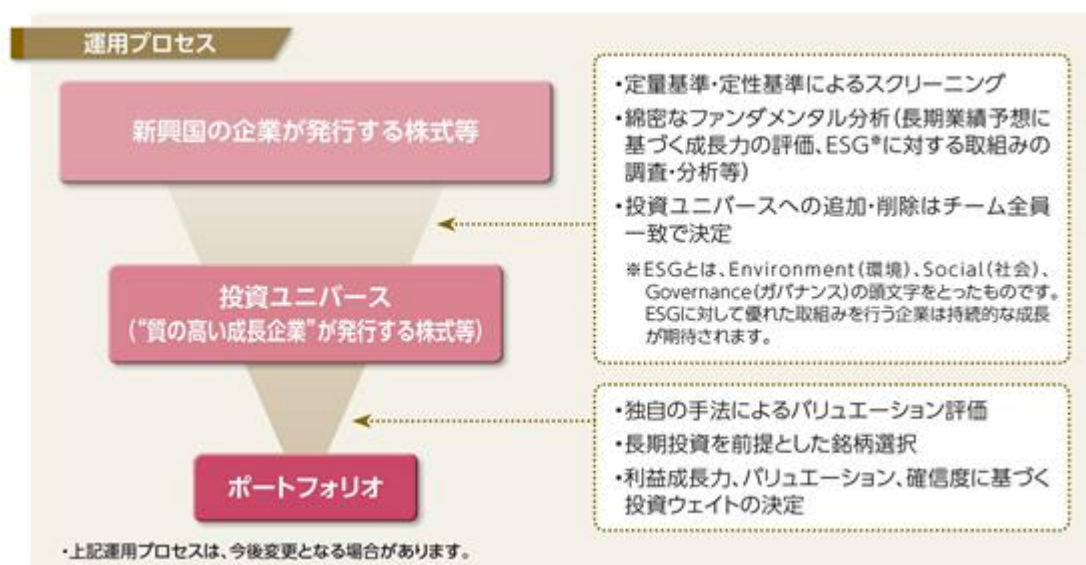 運用プロセス
新興国の企業が発行する株式等
・定量基準・定性基準によるスクリーニング
・綿密なファンダメンタル分析(長期業績予想に
基づく成長力の評価、ESG※に対する取組みの
調査・分析等)
・投資ユニバースへの追加・削除はチーム全員
一致で決定
※ESGとは、Environment(環境)、Social(社会)、
Governance(ガバナンス)の頭文字をとったものです。
ESGに対して優れた取組みを行う企業は持続的な成長
が期待されます。
投資ユニバース
(“質の高い成長企業”が発行する株式等)
・独自の手法によるバリュエーション評価
・長期投資を前提とした銘柄選択
・利益成長力、バリュエーション、確信度に基づく
投資ウェイトの決定
ポートフォリオ
・上記運用プロセスは、今後変更となる場合があります。